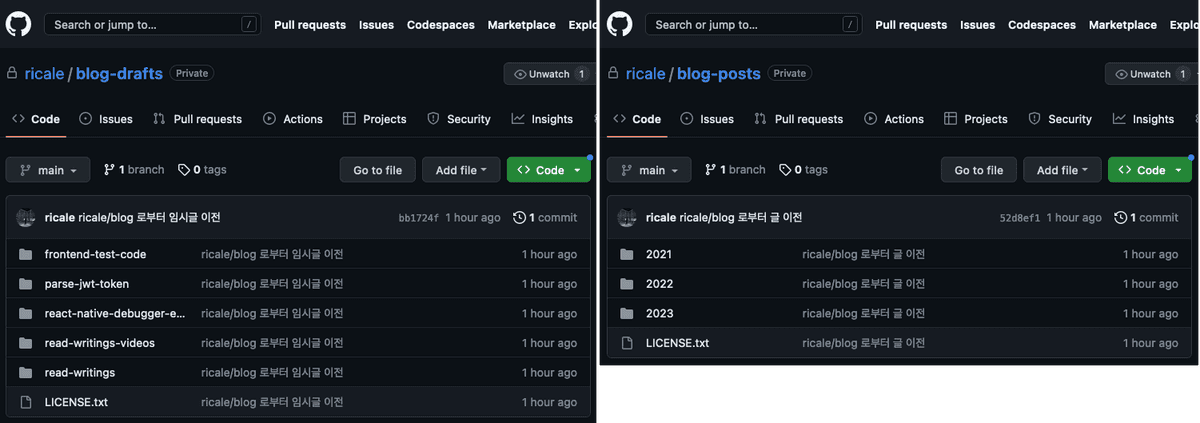 Search or jump to... /
Pull requests Issues Codespaces Marketplace Explo
ricale / blog-drafts Private
Unwatch 1
Code Issues Pull requests Actions Projects Security Insights
main 1 branch 0 tags
Go to file Add file Code
ricale ricale/blog 로부터 임시글 이전 bb1724f 1 hour ago 1 commit
frontend-test-code ricale/blog 로부터 임시글 이전 1 hour ago
parse-jwt-token ricale/blog 로부터 임시글 이전 1 hour ago
react-native-debugger-e... ricale/blog 로부터 임시글 이전 1 hour ago
read-writings-videos ricale/blog 로부터 임시글 이전 1 hour ago
read-writings ricale/blog 로부터 임시글 이전 1 hour ago
LICENSE.txt ricale/blog 로부터 임시글 이전 1 hour ago
Search or jump to... /
Pull requests Issues Codespaces Marketplace Explo
ricale / blog-posts Private
Unwatch 1
Code Issues Pull requests Actions Projects Security Insights
main 1 branch 0 tags
Go to file Add file Code
ricale ricale/blog 로부터 글 이전 52d8ef1 1 hour ago 1 commit
2021 ricale/blog 로부터 글 이전 1 hour ago
2022 ricale/blog 로부터 글 이전 1 hour ago
2023 ricale/blog 로부터 글 이전 1 hour ago
LICENSE.txt ricale/blog 로부터 글 이전 1 hour ago